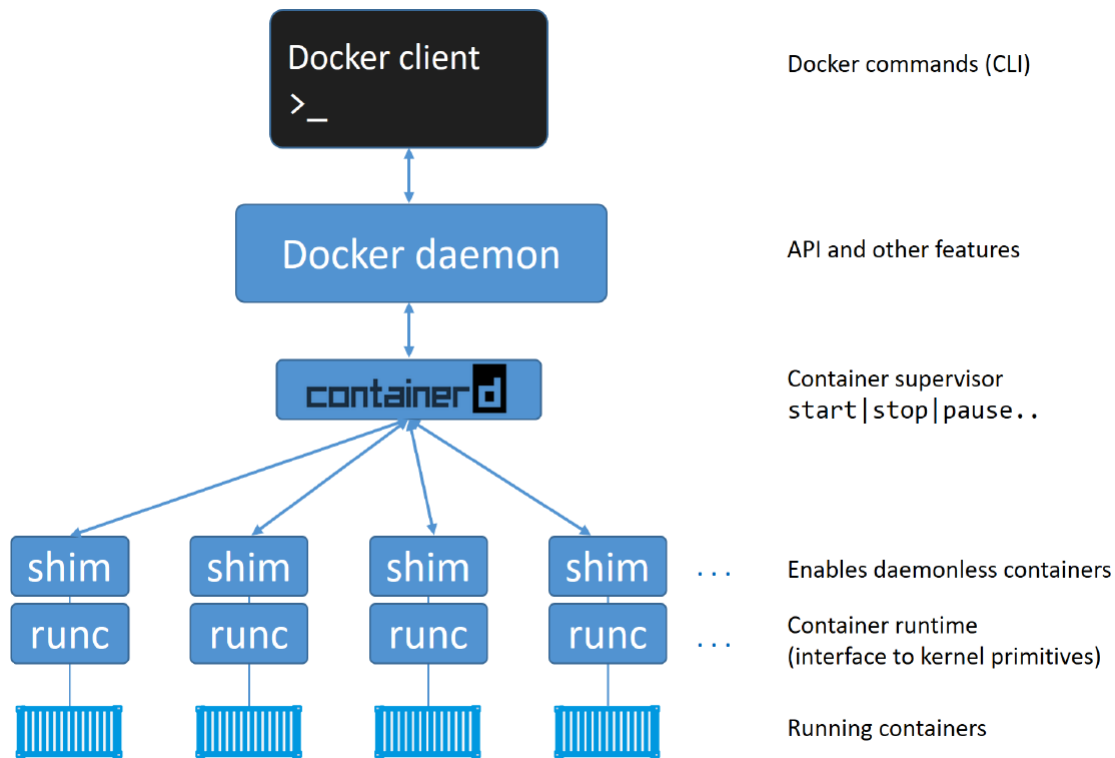 Docker client
>_
Docker commands (CLI)
Docker daemon
API and other features
containerd
Container supervisor
start|stop|pause..
shim
shim
shim
shim
...
Enables daemonless containers
runc
runc
runc
runc
...
Container runtime
(interface to kernel primitives)
Running containers